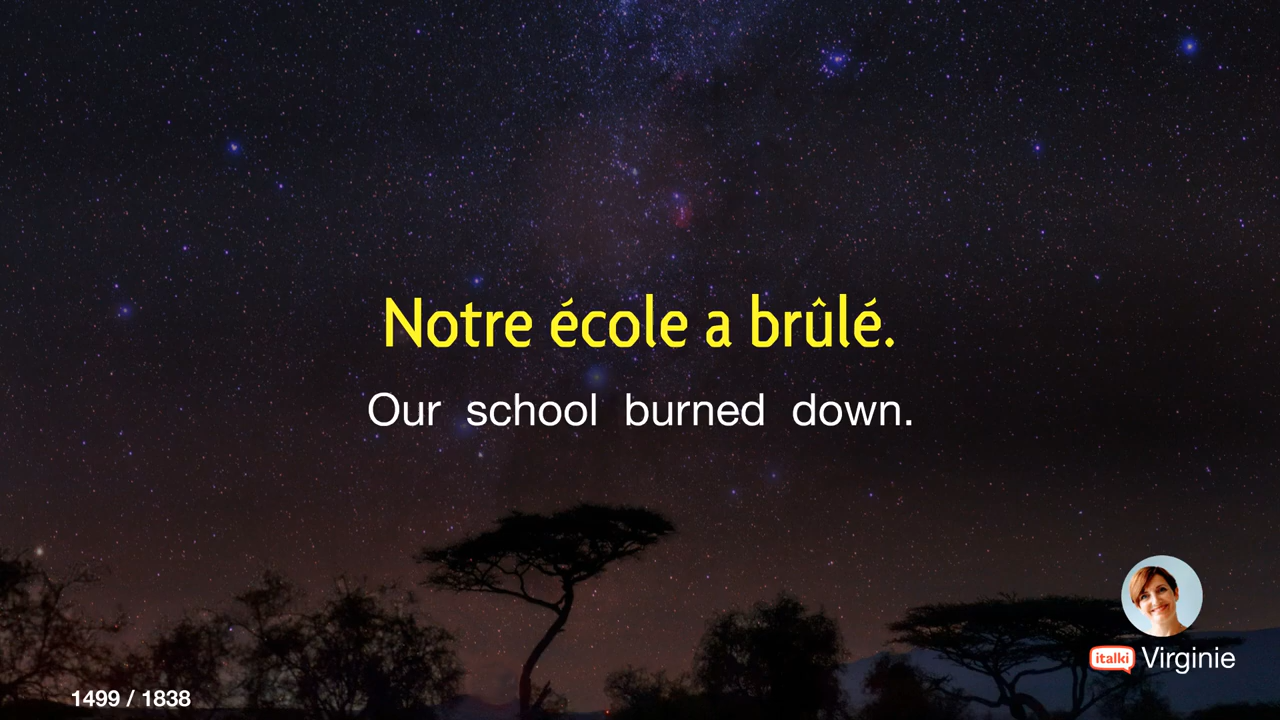 Notre école a brûlé.
Our school burned down.
italki Virginie
1499 / 1838